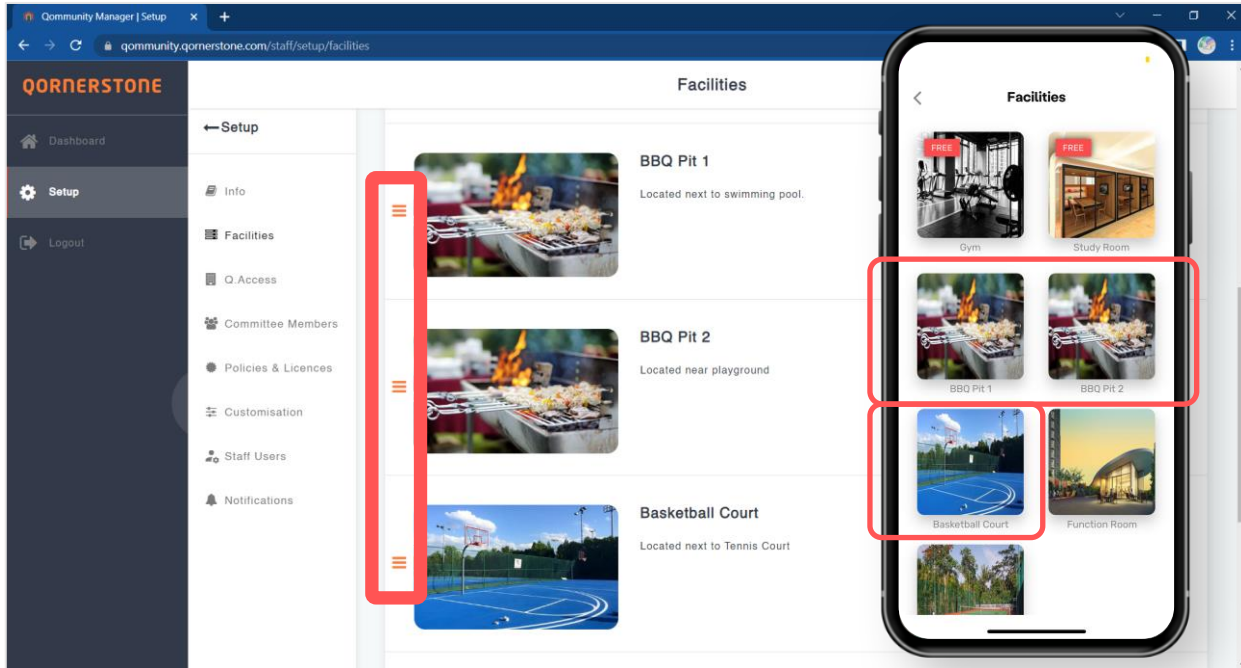 Qommunity Manager | Setup
qommunity.qornerstone.com/staff/setup/facilities
QORNERSTONE
Dashboard
Setup
Logout
Facilities
Setup
Info
Facilities
Q.Access
Committee Members
Policies & Licences
Customisation
Staff Users
Notifications
BBQ Pit 1
Located next to swimming pool.
BBQ Pit 2
Located near playground
Basketball Court
Located next to Tennis Court
Facilities
FREE
FREE
Gym
Study Room
BBQ Pit 1
BBQ Pit 2
Basketball Court
Function Room